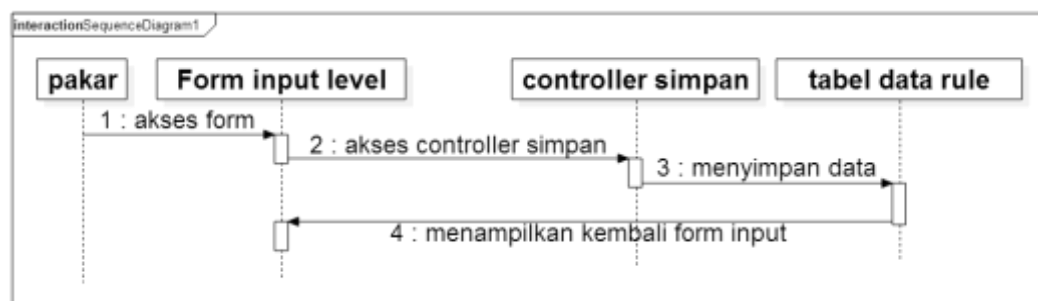 interactionSequenceDiagram1
pakar
Form input level
controller simpan
tabel data rule
1 : akses form
2 : akses controller simpan
3 : menyimpan data
4 : menampilkan kembali form input